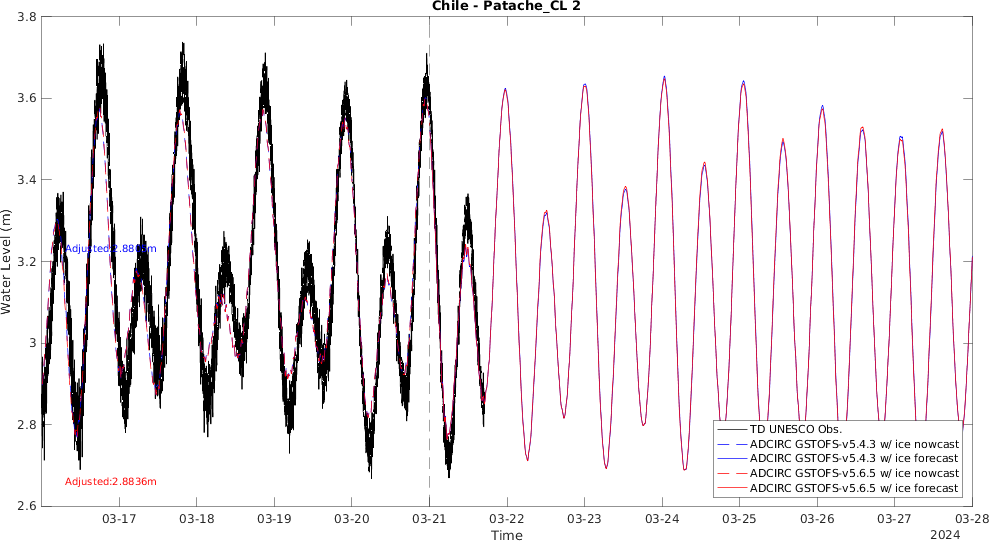 Chile - Patache_CL 2
Water Level (m)
3.8
3.6
3.4
3.2
3
2.8
2.6
Adjusted:2.88
Adjusted:2.8836m
TD UNESCO Obs.
ADCIRC GSTOFS-v5.4.3 w/ ice nowcast
ADCIRC GSTOFS-v5.4.3 w/ ice forecast
ADCIRC GSTOFS-v5.6.5 w/ ice nowcast
ADCIRC GSTOFS-v5.6.5 w/ ice forecast
03-17 03-18 03-19 03-20 03-21 03-22 03-23 03-24 03-25 03-26 03-27 03-28
Time
2024